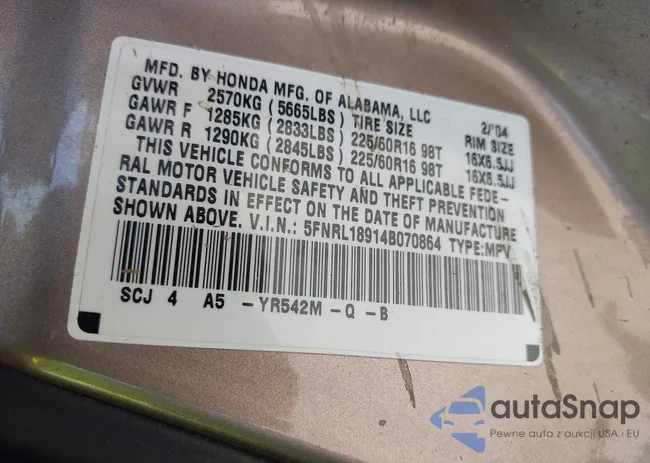 MFD. BY HONDA MFG. OF ALABAMA, LLC 2/'04
GVWR 2570KG (5665LBS) TIRE SIZE RIM SIZE
GAWR F 1285KG (2833LBS) 225/60R16 98T 16X6.5JJ
GAWR R 1290KG (2845LBS) 225/60R16 98T 16X6.5JJ
THIS VEHICLE CONFORMS TO ALL APPLICABLE FEDE-
RAL MOTOR VEHICLE SAFETY AND THEFT PREVENTION
STANDARDS IN EFFECT ON THE DATE OF MANUFACTURE
SHOWN ABOVE. V.I.N.: 5FNRL18914B070864 TYPE:MPV
SCJ 4 A5 -YR542M -Q -B
autaSnap
Pewne auta z aukcji USA i EU